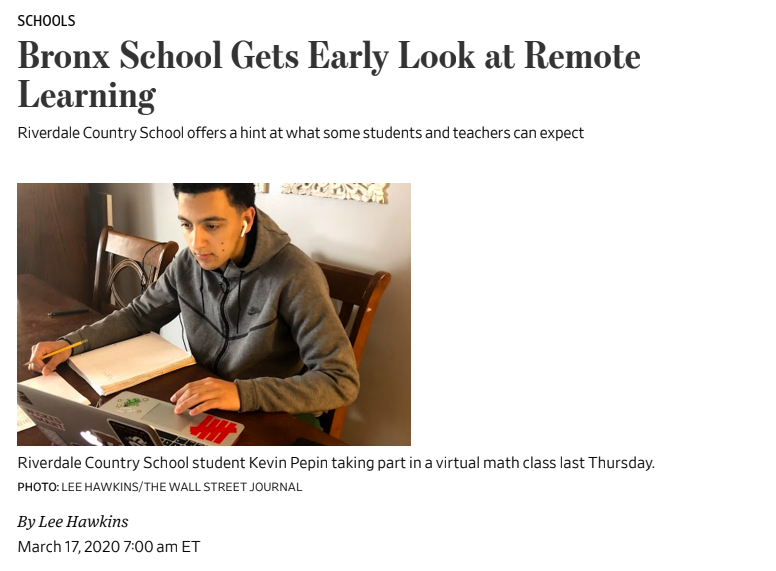 SCHOOLS
Bronx School Gets Early Look at Remote
Learning
Riverdale Country School offers a hint at what some students and teachers can expect
Riverdale Country School student Kevin Pepin taking part in a virtual math class last Thursday.
PHOTO: LEE HAWKINS/THE WALL STREET JOURNAL
By Lee Hawkins
March 17, 2020 7:00 am ET